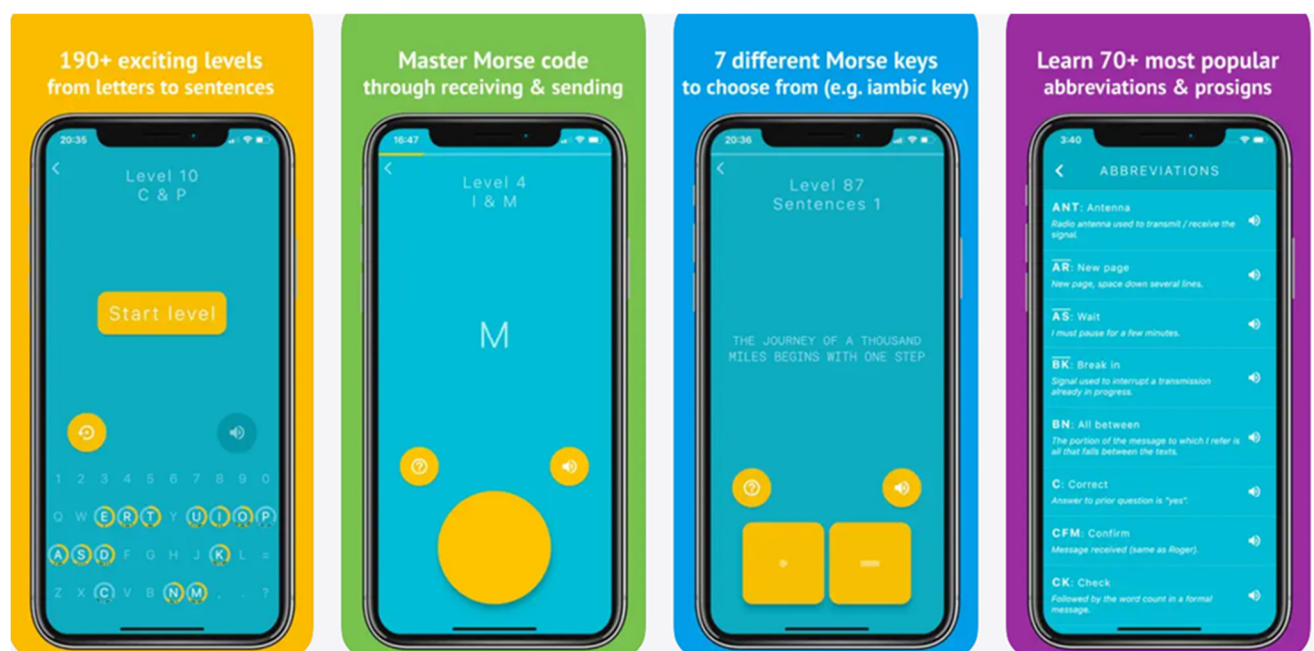 190+ exciting levels
from letters to sentences
20:35
Level 10
C & P
Start level
1 2 3 4 5 6 7 8 9 0
Q W E R T Y U I O P
A S D F G H J K L =
Z X C V B N M , . ?
Master Morse code
through receiving & sending
16:47
Level 4
I & M
M
?
7 different Morse keys
to choose from (e.g. iambic key)
20:36
Level 87
Sentences 1
THE JOURNEY OF A THOUSAND
MILES BEGINS WITH ONE STEP
?
Learn 70+ most popular
abbreviations & prosigns
3:40
ABBREVIATIONS
ANT: Antenna
Radio antenna used to transmit / receive the
signal.
AR: New page
New page, space down several lines.
AS: Wait
I must pause for a few minutes.
BK: Break in
Signal used to interrupt a transmission
already in progress.
BN: All between
The portion of the message to which I refer is
all that falls between the texts.
C: Correct
Answer to prior question is "yes".
CFM: Confirm
Message received (same as Roger).
CK: Check
Followed by the word count in a formal
message.